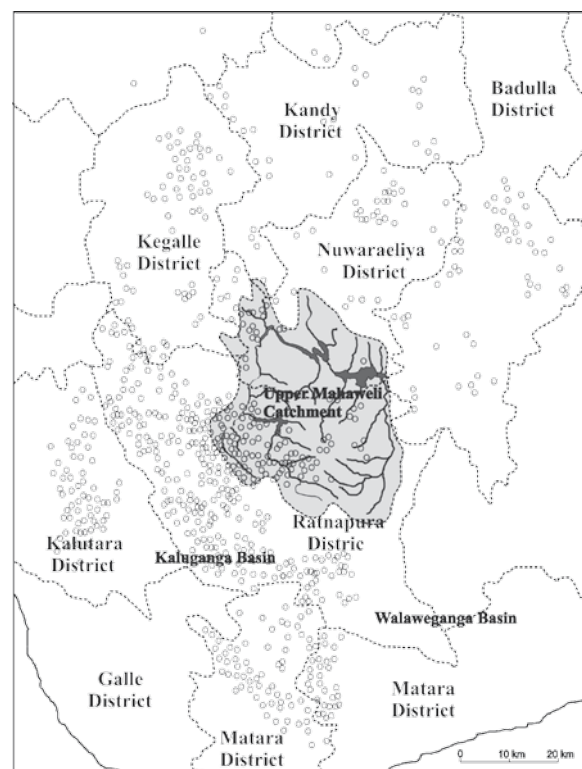 Badulla
District
Kandy
District
Kegalle
District
Nuwaraeliya
District
Upper Mahaweli
Catchment
Ratnapura
Distric
Kalutara
District
Kaluganga Basin
Walaweganga Basin
Galle
District
Matara
District
Matara
District
0 10 km 20 km